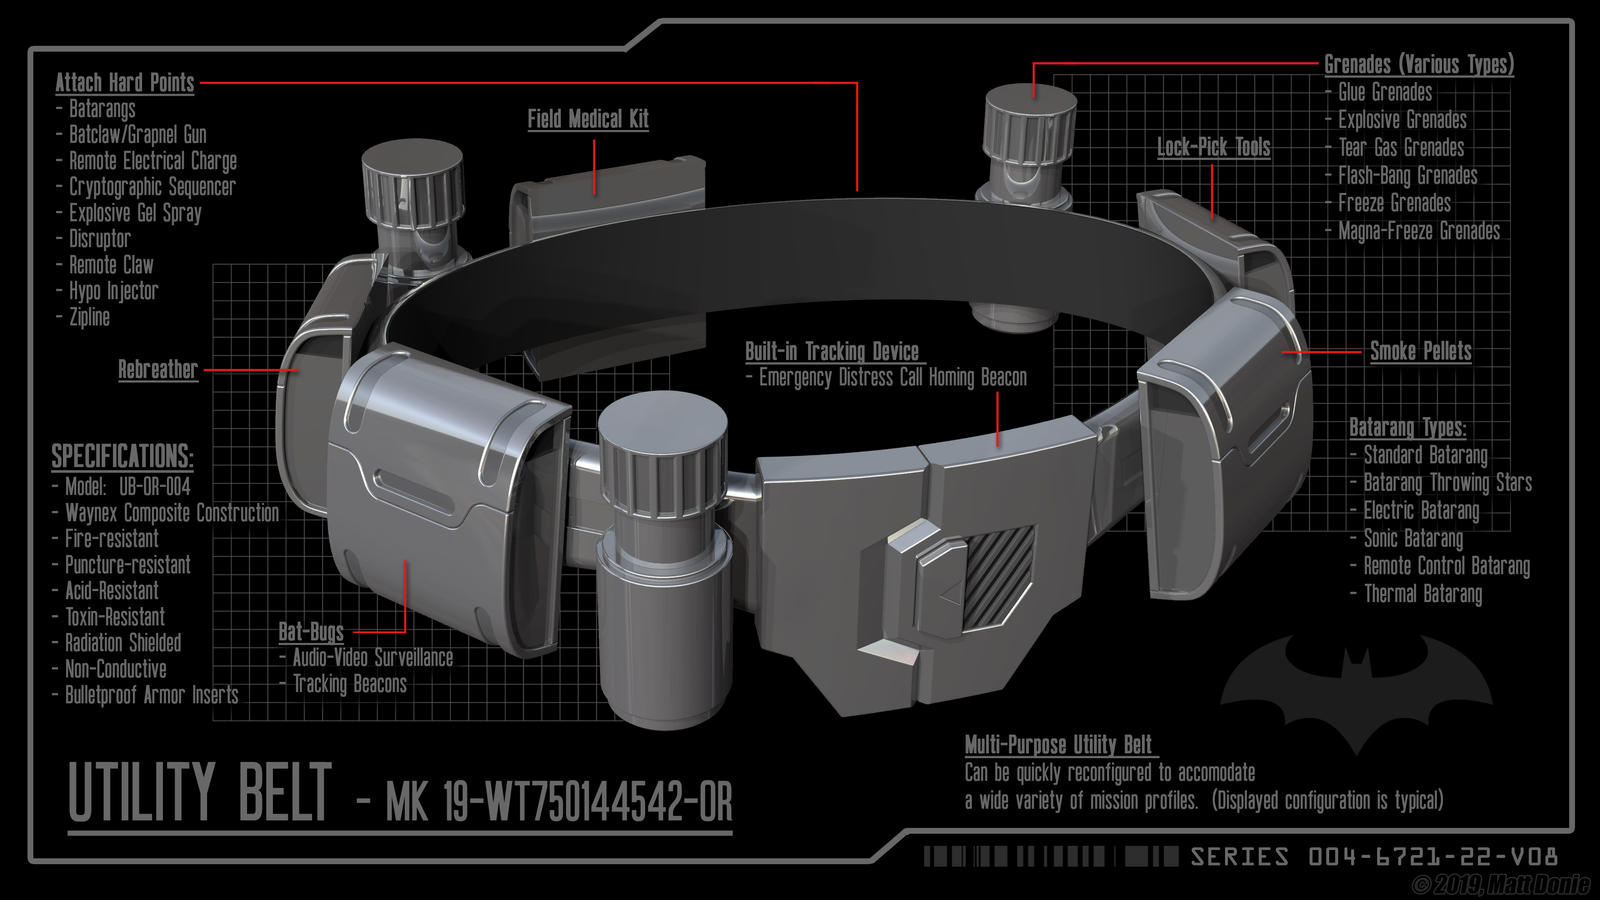 Attach Hard Points
- Batarangs
- Batclaw/Grapnel Gun
- Remote Electrical Charge
- Cryptographic Sequencer
- Explosive Gel Spray
- Disruptor
- Remote Claw
- Hypo Injector
- Zipline
Field Medical Kit
Grenades (Various Types)
- Glue Grenades
- Explosive Grenades
- Tear Gas Grenades
- Flash-Bang Grenades
- Freeze Grenades
- Magna-Freeze Grenades
Lock-Pick Tools
Rebreather
Built-in Tracking Device
- Emergency Distress Call Homing Beacon
Smoke Pellets
SPECIFICATIONS:
- Model: UB-OR-004
- Waynex Composite Construction
- Fire-resistant
- Puncture-resistant
- Acid-Resistant
- Toxin-Resistant
- Radiation Shielded
- Non-Conductive
- Bulletproof Armor Inserts
Batarang Types:
- Standard Batarang
- Batarang Throwing Stars
- Electric Batarang
- Sonic Batarang
- Remote Control Batarang
- Thermal Batarang
Bat-Bugs
- Audio-Video Surveillance
- Tracking Beacons
UTILITY BELT - MK 19-WT750144542-OR
Multi-Purpose Utility Belt
Can be quickly reconfigured to accomodate
a wide variety of mission profiles. (Displayed configuration is typical)
SERIES 004-6721-22-V08
© 2019, Matt Donie